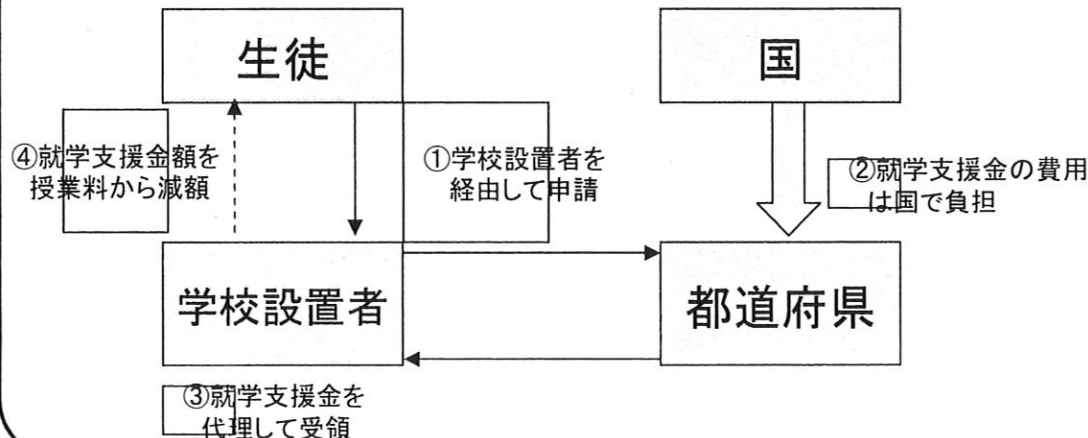 生徒
国
④就学支援金額を
授業料から減額
①学校設置者を
経由して申請
②就学支援金の費用
は国で負担
学校設置者
都道府県
③就学支援金を
代理して受領